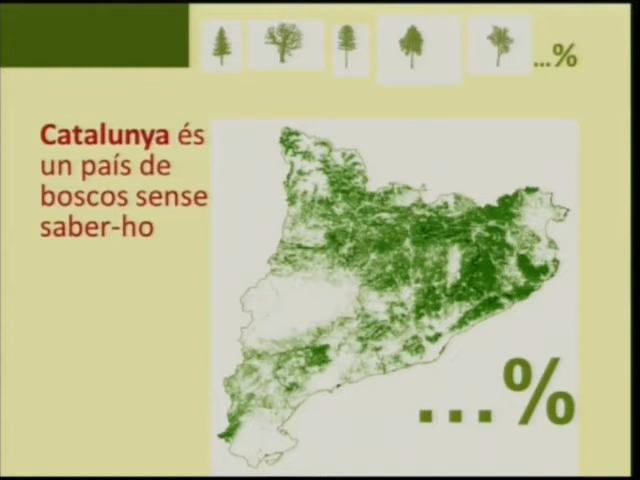 ...%
Catalunya és
un país de
boscos sense
saber-ho
...%